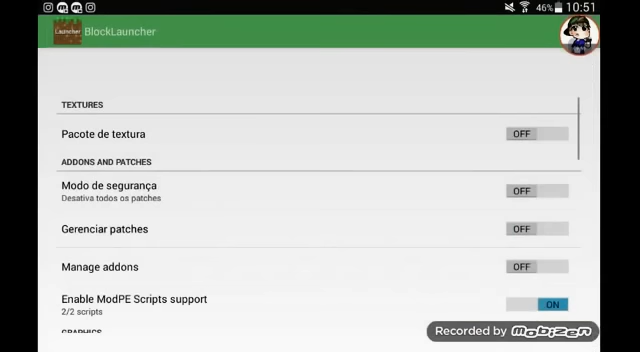 46% 10:51
Launcher BlockLauncher
TEXTURES
Pacote de textura OFF
ADDONS AND PATCHES
Modo de segurança OFF
Desativa todos os patches
Gerenciar patches OFF
Manage addons OFF
Enable ModPE Scripts support ON
2/2 scripts
GRAPHICS
Recorded by mobizen